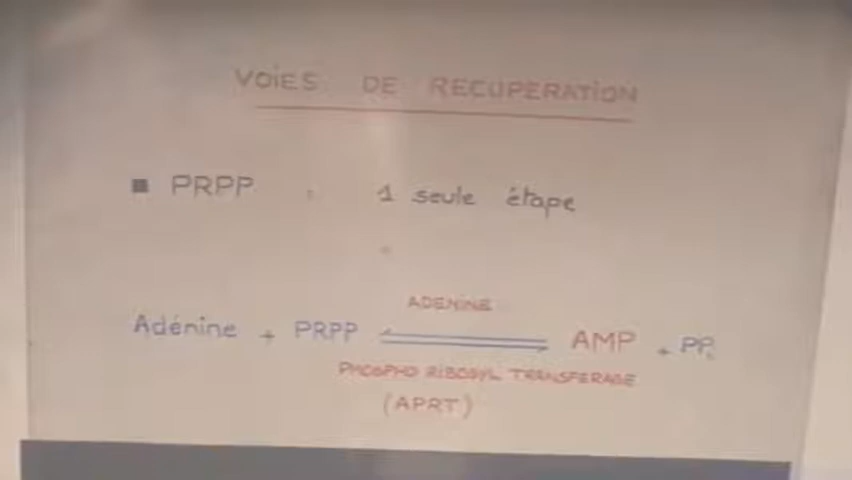 VOIES DE RECUPERATION
■ PRPP : 1 seule étape
ADENINE
Adénine + PRPP ⇌ AMP + PPi
PHOSPHO RIBOSYL TRANSFERASE
(APRT)